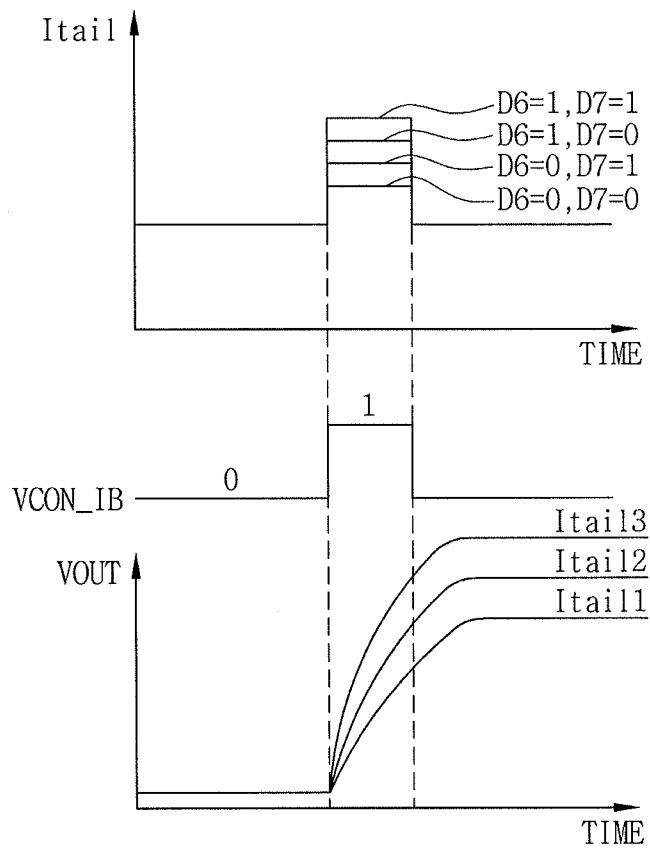 Itail
D6=1,D7=1
D6=1,D7=0
D6=0,D7=1
D6=0,D7=0
TIME
1
0
VCON_IB
Itail3
VOUT
Itail2
Itail1
TIME